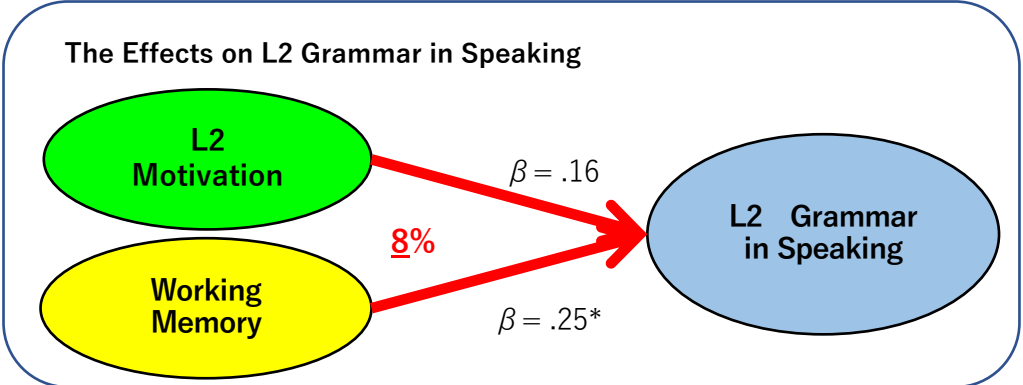 The Effects on L2 Grammar in Speaking
L2
Motivation
β = .16
8%
L2 Grammar
in Speaking
Working
Memory
β = .25*